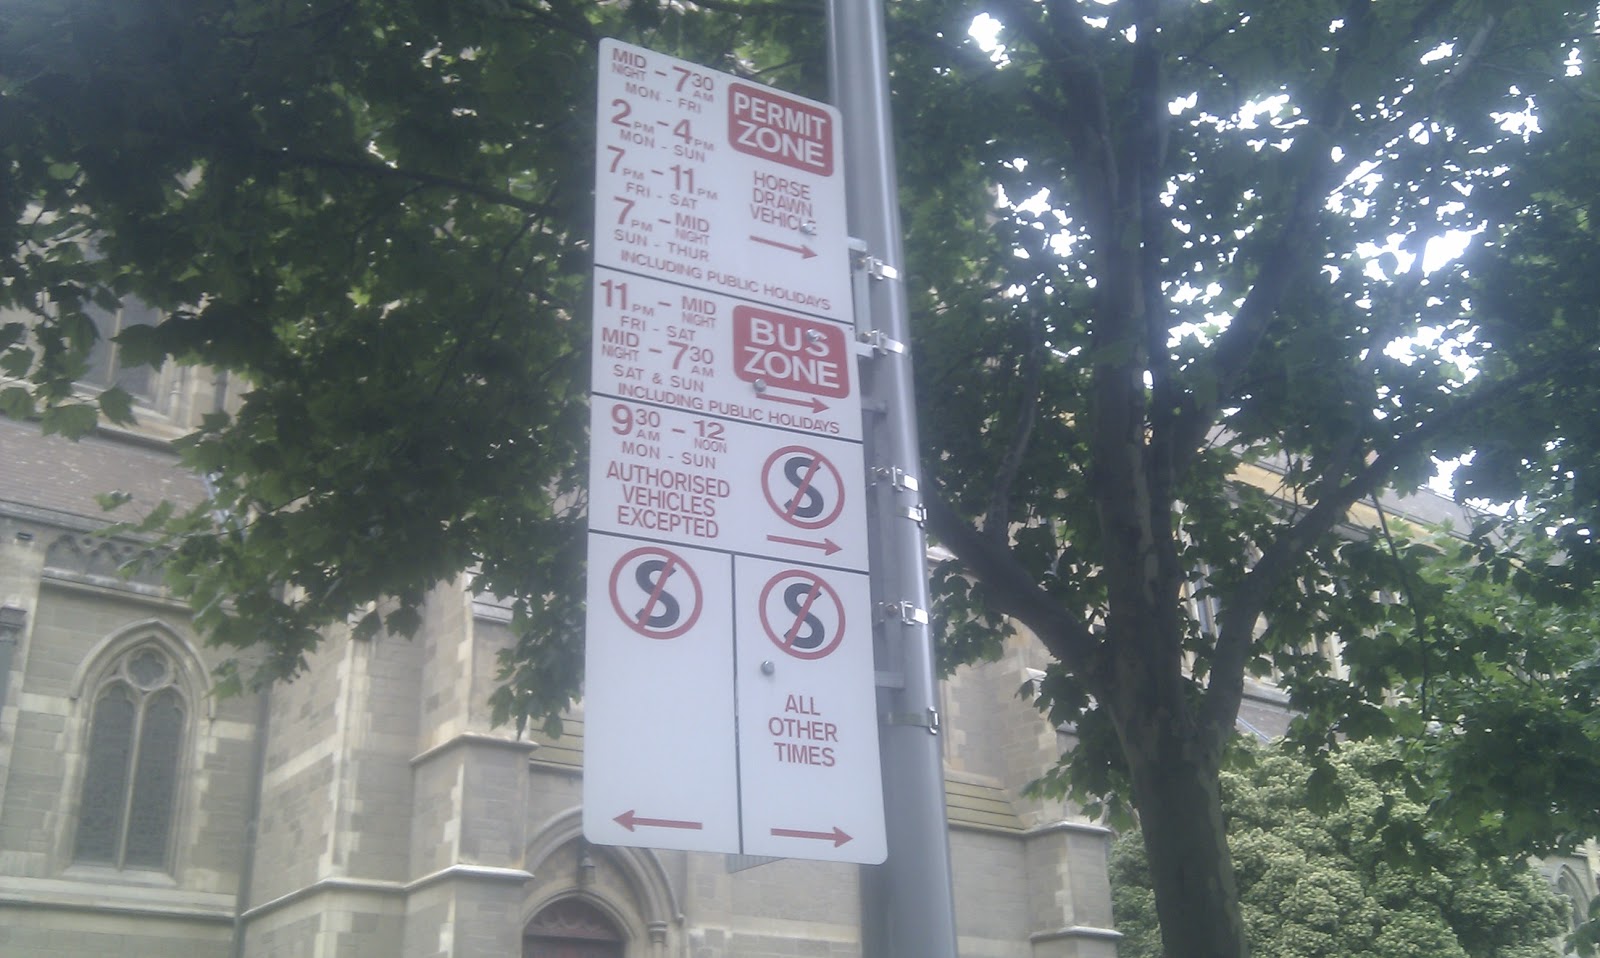 MID NIGHT - 7 30 AM
MON - FRI
2 PM - 4 PM
MON - SUN
7 PM - 11 PM
FRI - SAT
7 PM - MID NIGHT
SUN - THUR
INCLUDING PUBLIC HOLIDAYS
PERMIT
ZONE
HORSE
DRAWN
VEHICLE
11 PM - MID NIGHT
FRI - SAT
MID NIGHT - 7 30 AM
SAT & SUN
INCLUDING PUBLIC HOLIDAYS
BUS
ZONE
9 30 AM - 12 NOON
MON - SUN
AUTHORISED
VEHICLES
EXCEPTED
S
S
S
ALL
OTHER
TIMES